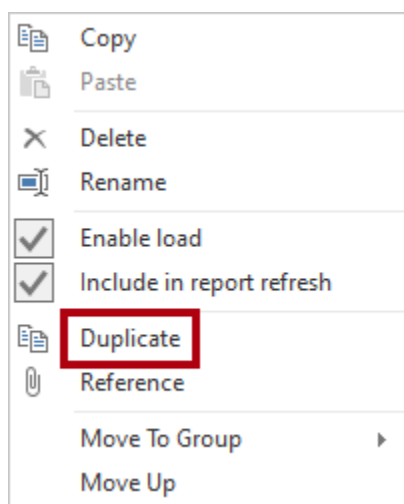 Copy
Paste
Delete
Rename
Enable load
Include in report refresh
Duplicate
Reference
Move To Group
Move Up